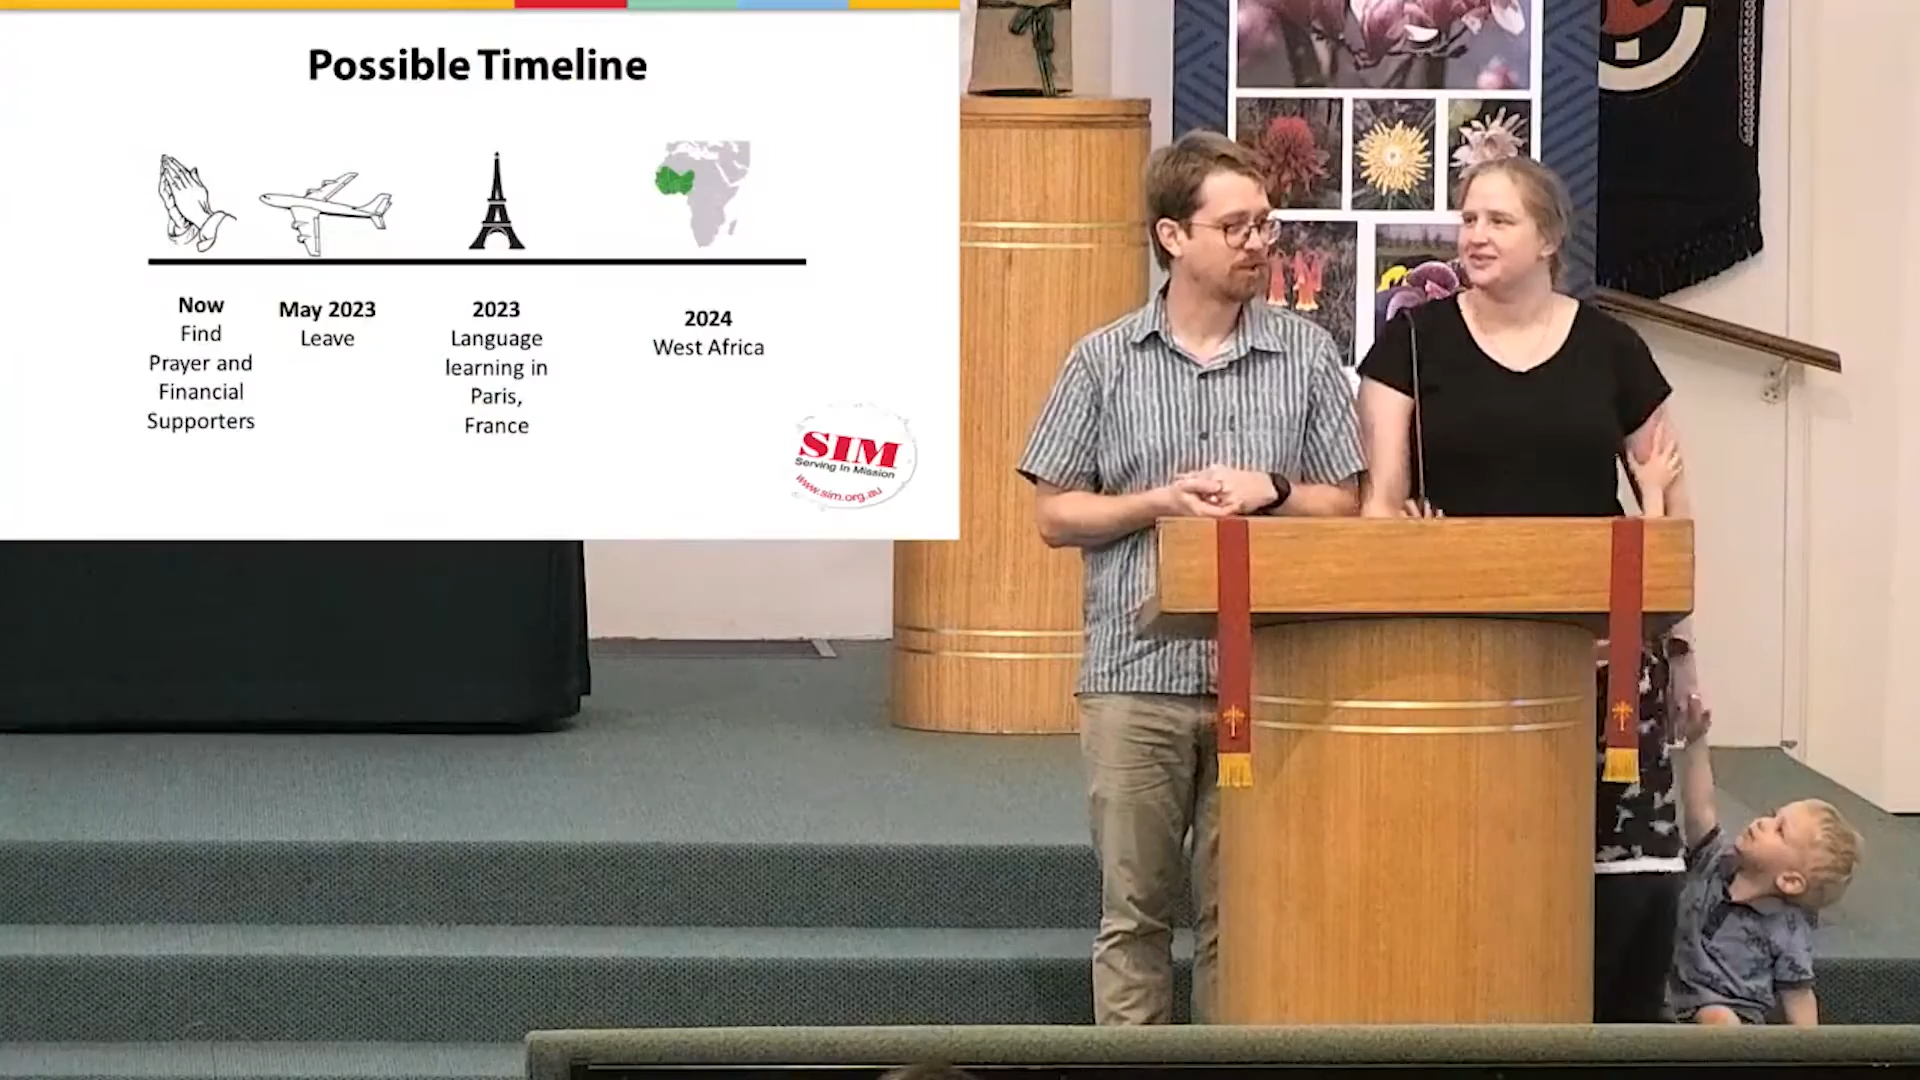 Possible Timeline
Now
Find
Prayer and
Financial
Supporters
May 2023
Leave
2023
Language
learning in
Paris,
France
2024
West Africa
SIM
Serving In Mission
www.sim.org.au